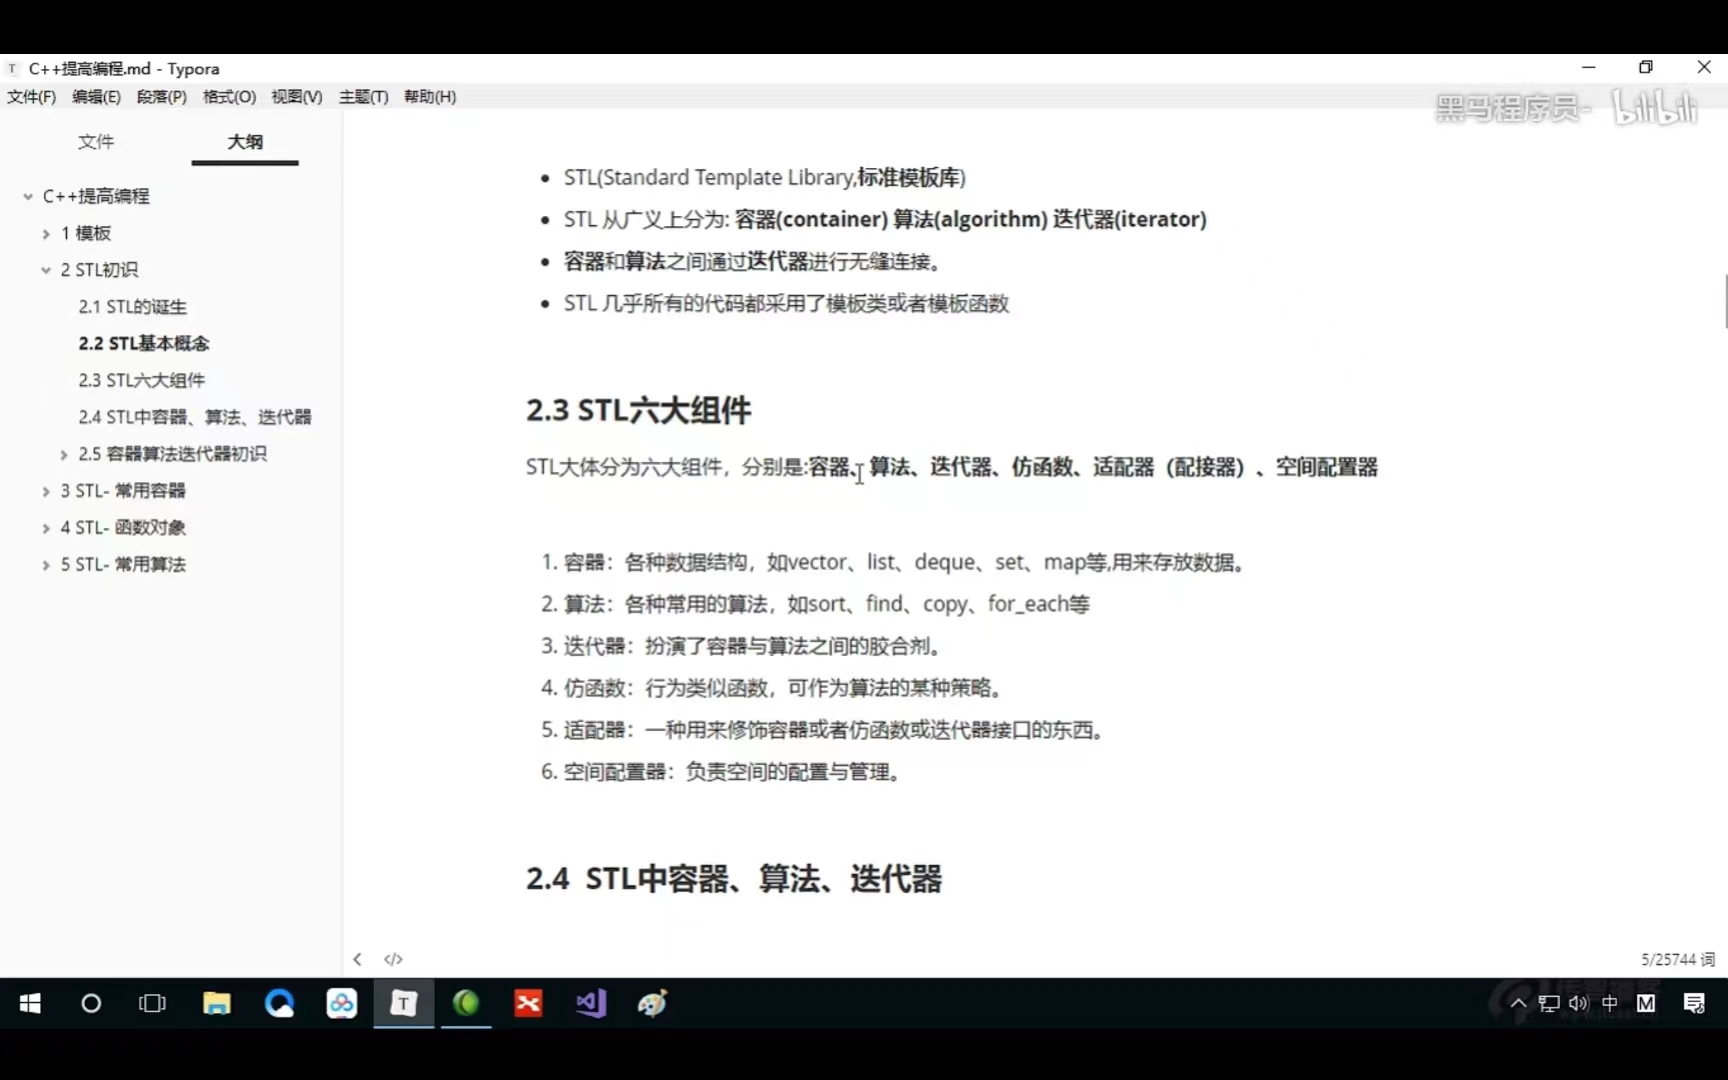 C++提高编程.md - Typora
文件(F) 编辑(E) 段落(P) 格式(O) 视图(V) 主题(T) 帮助(H)
黑马程序员- bilibili
文件 大纲
C++提高编程
1 模板
2 STL初识
2.1 STL的诞生
2.2 STL基本概念
2.3 STL六大组件
2.4 STL中容器、算法、迭代器
2.5 容器算法迭代器初识
3 STL- 常用容器
4 STL- 函数对象
5 STL- 常用算法
STL(Standard Template Library,标准模板库)
STL 从广义上分为: 容器(container) 算法(algorithm) 迭代器(iterator)
容器和算法之间通过迭代器进行无缝连接。
STL 几乎所有的代码都采用了模板类或者模板函数
2.3 STL六大组件
STL大体分为六大组件，分别是:容器、算法、迭代器、仿函数、适配器（配接器）、空间配置器
1. 容器：各种数据结构，如vector、list、deque、set、map等,用来存放数据。
2. 算法：各种常用的算法，如sort、find、copy、for_each等
3. 迭代器：扮演了容器与算法之间的胶合剂。
4. 仿函数：行为类似函数，可作为算法的某种策略。
5. 适配器：一种用来修饰容器或者仿函数或迭代器接口的东西。
6. 空间配置器：负责空间的配置与管理。
2.4 STL中容器、算法、迭代器
5/25744 词
中